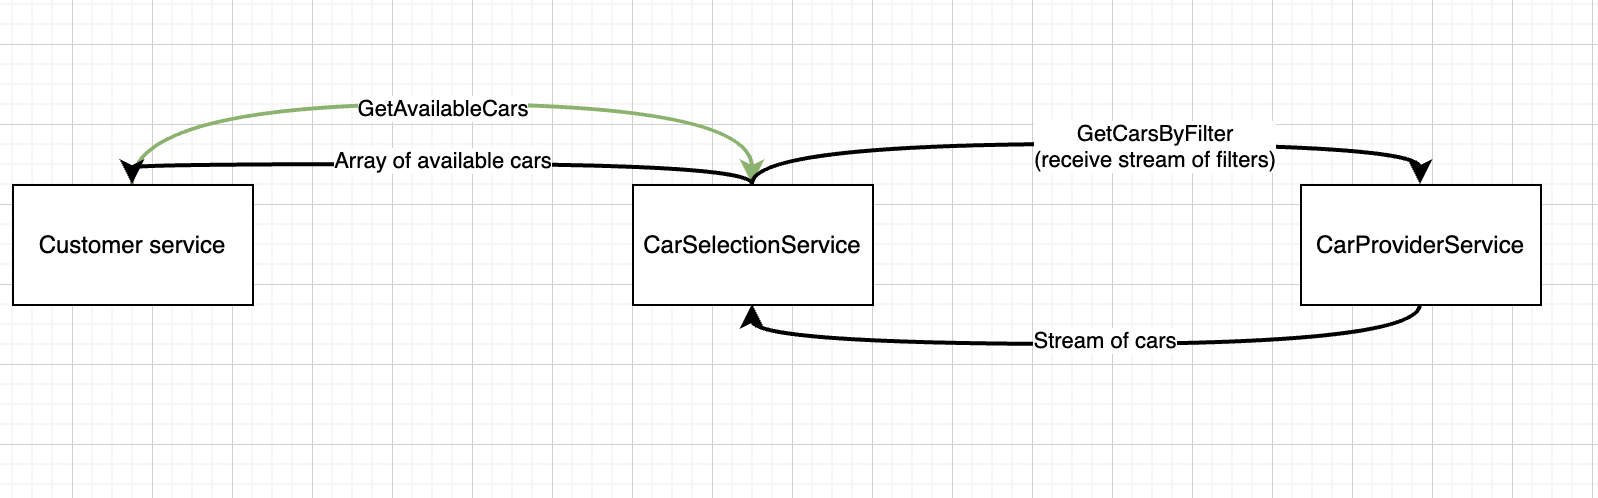 GetAvailableCars
Array of available cars
GetCarsByFilter
(receive stream of filters)
Customer service
CarSelectionService
CarProviderService
Stream of cars